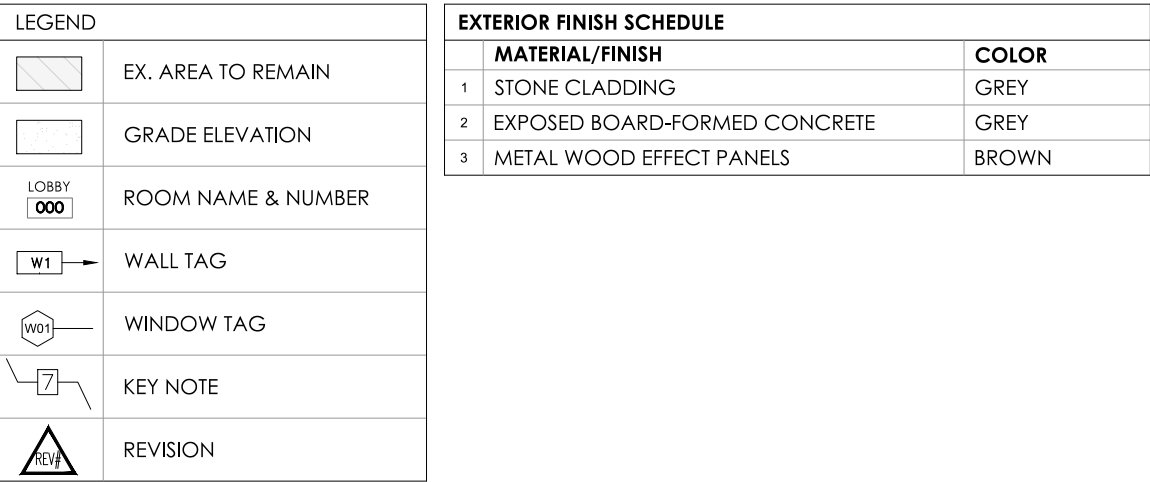 LEGEND
EX. AREA TO REMAIN
GRADE ELEVATION
LOBBY
000
ROOM NAME & NUMBER
W1
WALL TAG
W01
WINDOW TAG
7
KEY NOTE
REV#
REVISION
EXTERIOR FINISH SCHEDULE
MATERIAL/FINISH COLOR
1 STONE CLADDING GREY
2 EXPOSED BOARD-FORMED CONCRETE GREY
3 METAL WOOD EFFECT PANELS BROWN